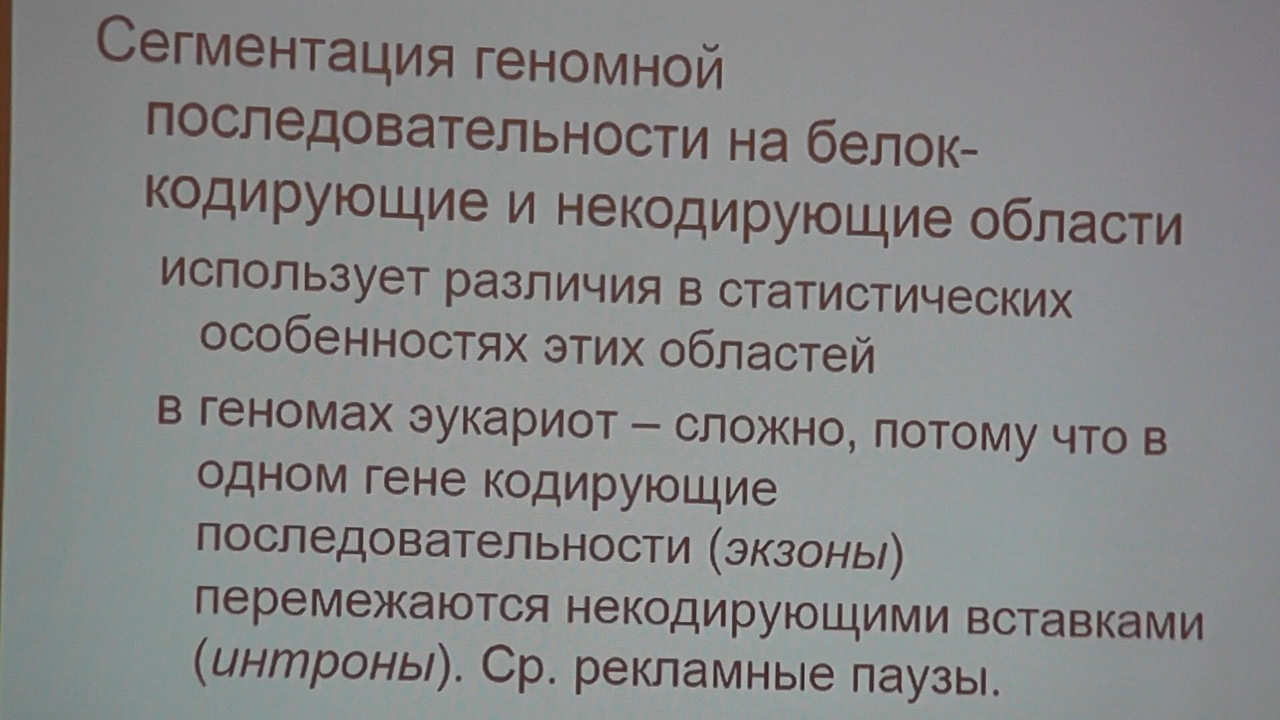 Сегментация геномной
последовательности на белок-
кодирующие и некодирующие области
использует различия в статистических
особенностях этих областей
в геномах эукариот – сложно, потому что в
одном гене кодирующие
последовательности (экзоны)
перемежаются некодирующими вставками
(интроны). Ср. рекламные паузы.